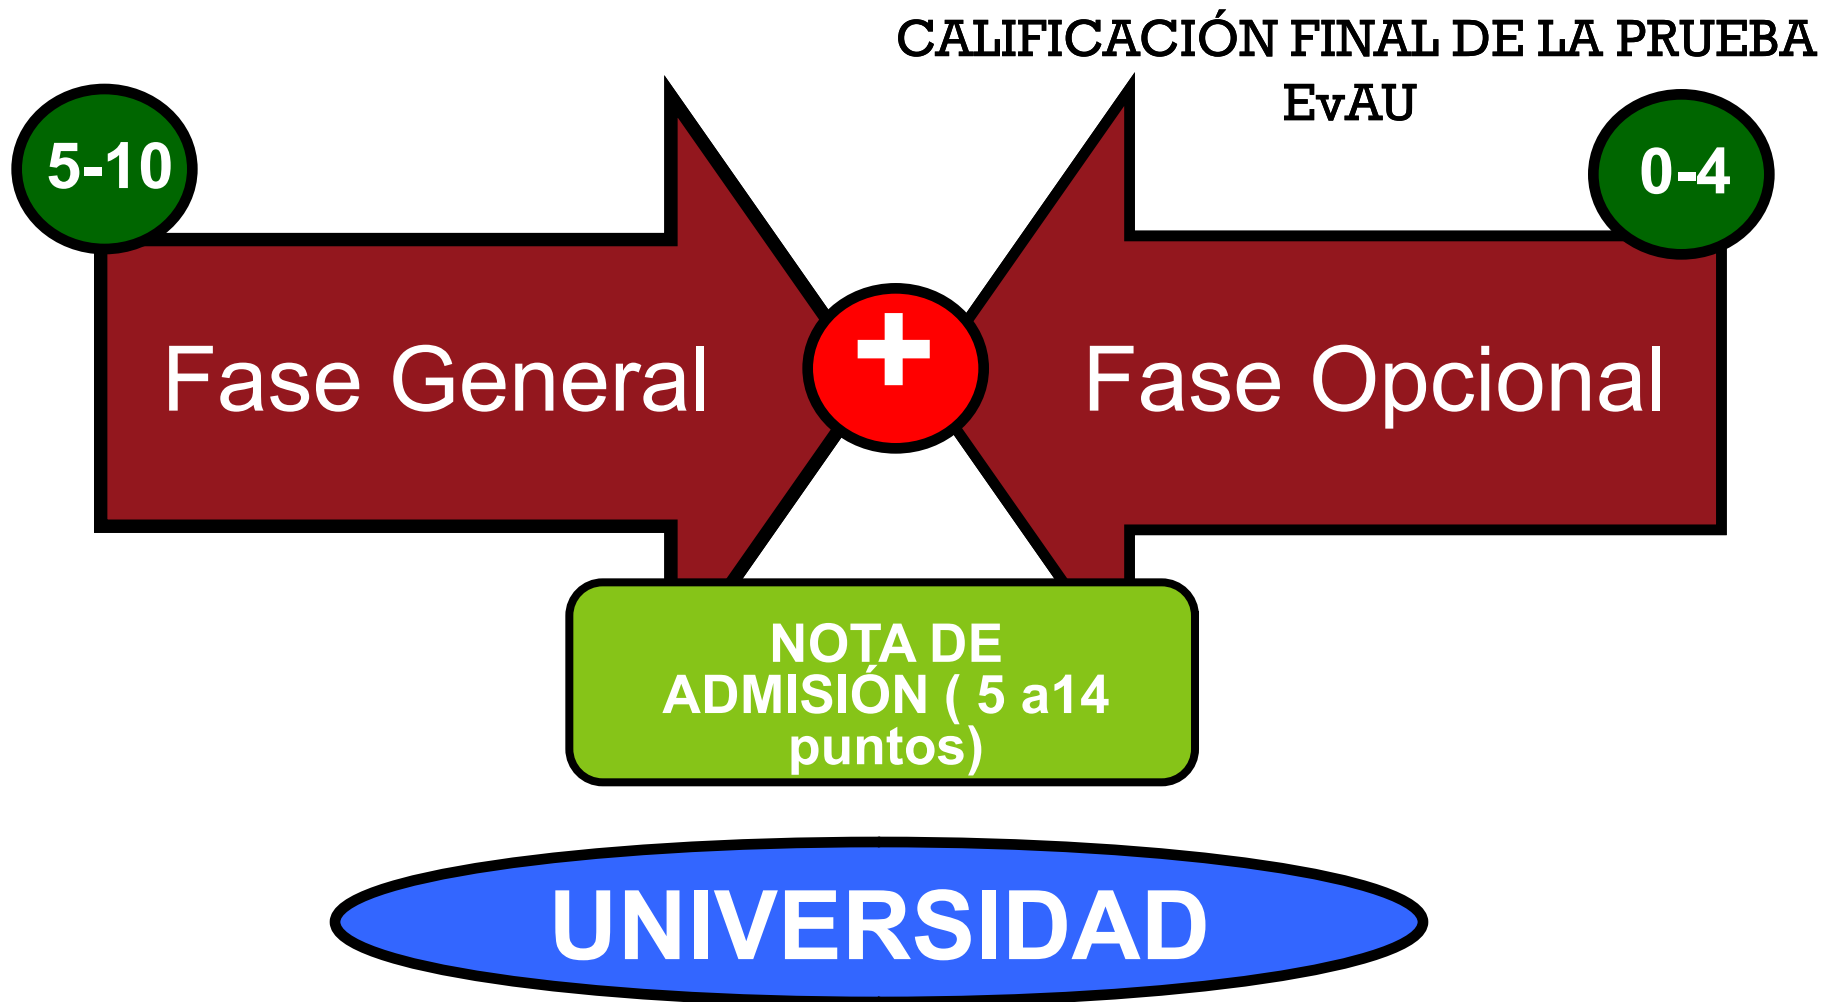 CALIFICACIÓN FINAL DE LA PRUEBA
EvAU
5-10
0-4
Fase General
+
Fase Opcional
NOTA DE
ADMISIÓN ( 5 a14
puntos)
UNIVERSIDAD